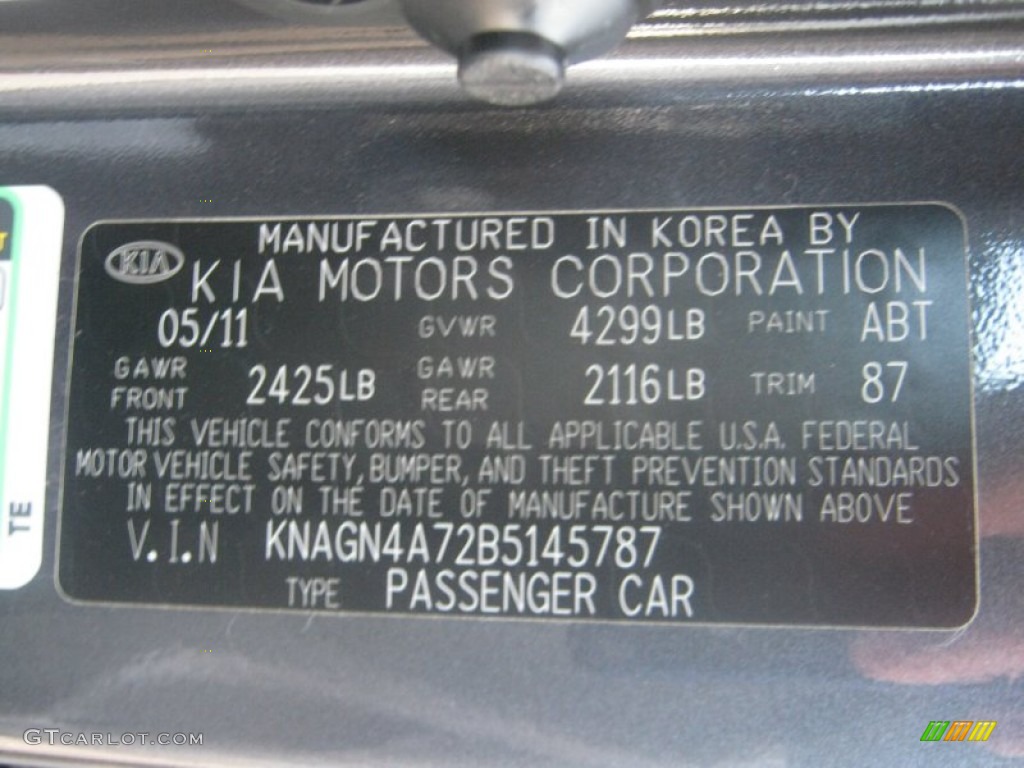 MANUFACTURED IN KOREA BY
KIA KIA MOTORS CORPORATION
05/11 GVWR 4299LB PAINT ABT
GAWR FRONT 2425LB GAWR REAR 2116LB TRIM 87
THIS VEHICLE CONFORMS TO ALL APPLICABLE U.S.A. FEDERAL
MOTOR VEHICLE SAFETY, BUMPER, AND THEFT PREVENTION STANDARDS
IN EFFECT ON THE DATE OF MANUFACTURE SHOWN ABOVE
V.I.N KNAGN4A72B5145787
TYPE PASSENGER CAR
TE
GTCARLOT.COM